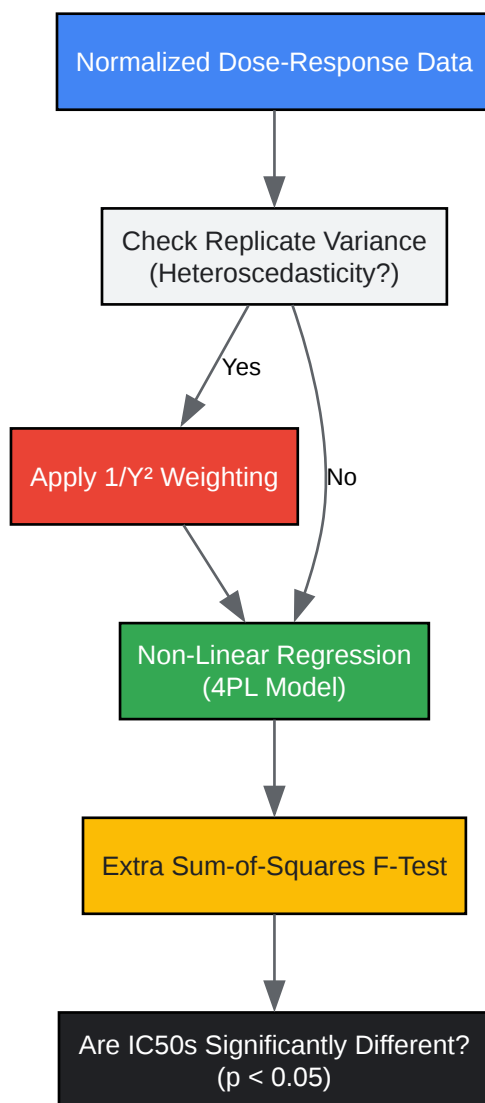 Normalized Dose-Response Data
Check Replicate Variance
(Heteroscedasticity?)
Yes
Apply 1/Y² Weighting
No
Non-Linear Regression
(4PL Model)
Extra Sum-of-Squares F-Test
Are IC50s Significantly Different?
(p < 0.05)